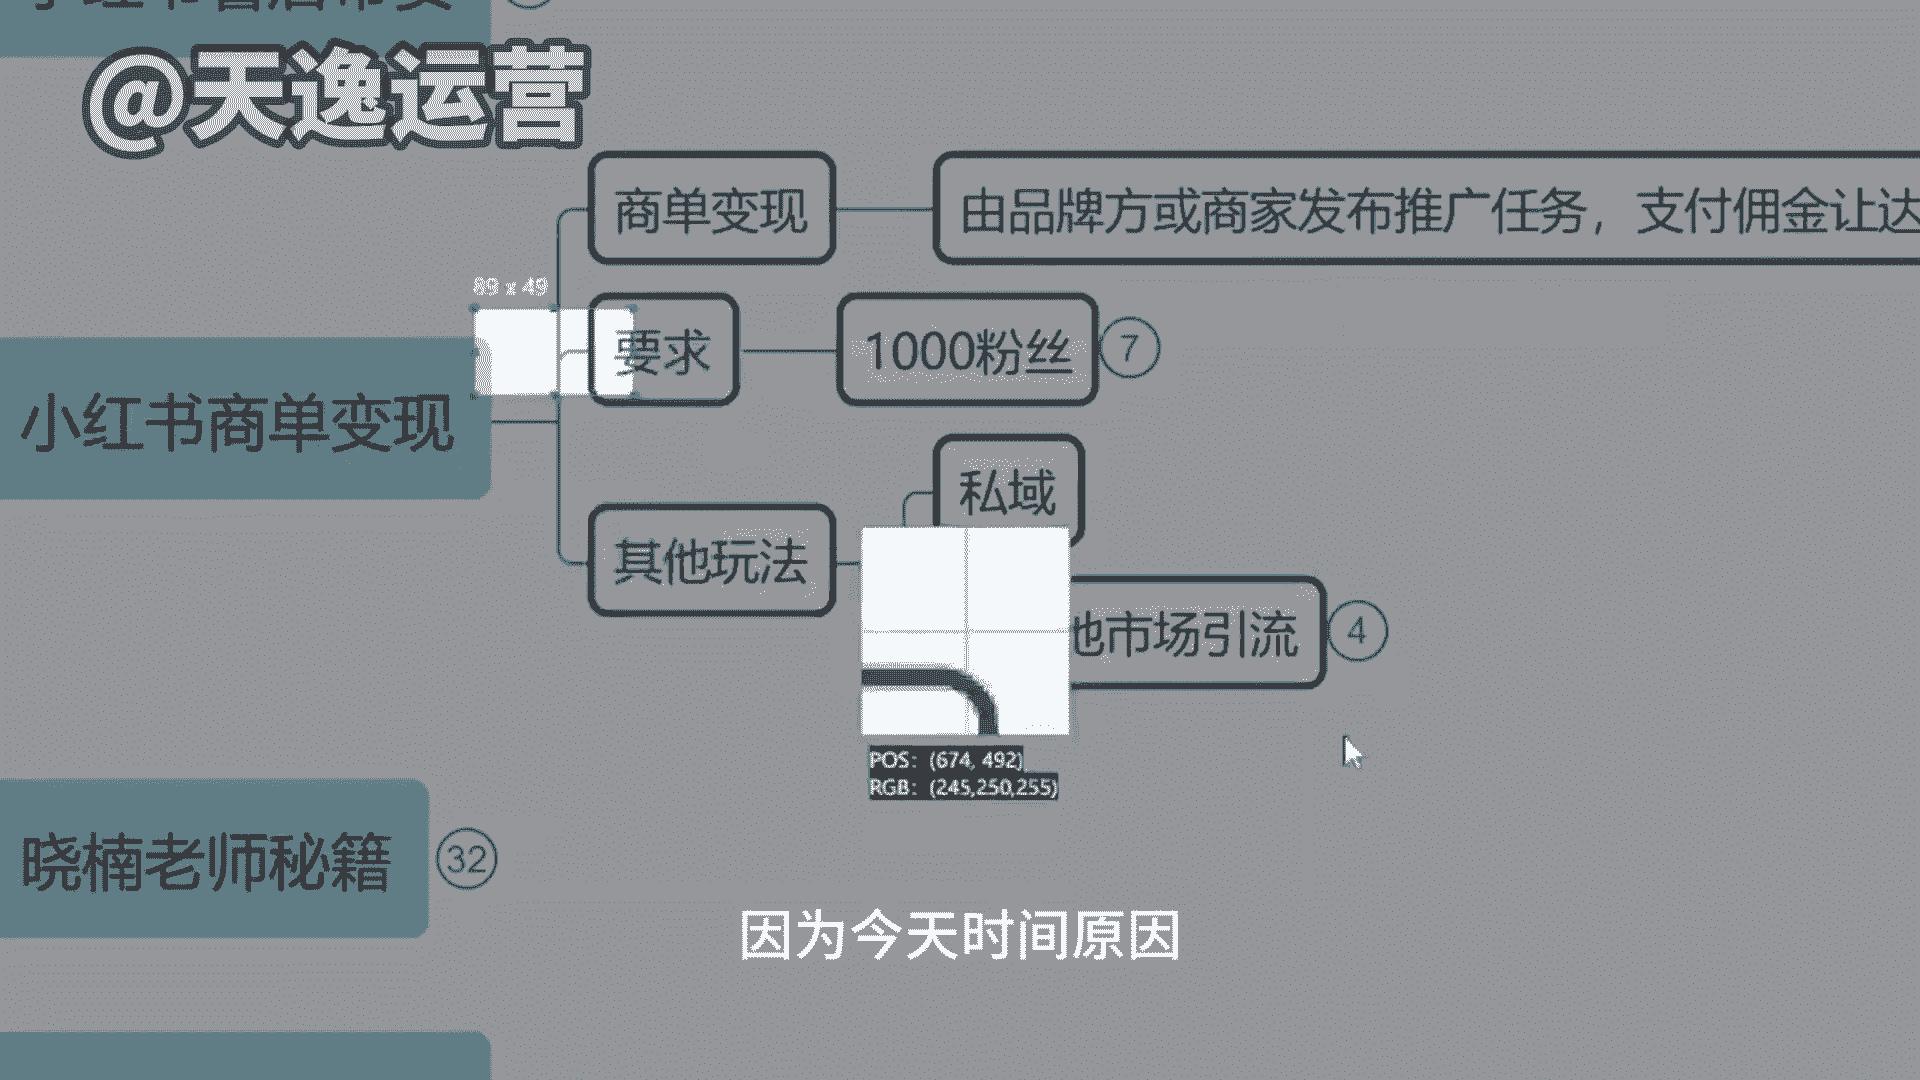 @天逸运营
商单变现
由品牌方或商家发布推广任务，支付佣金让达
89 x 49
要求
1000粉丝
7
小红书商单变现
私域
其他玩法
市场引流
4
POS: (674, 492)
RGB: (245,250,255)
晓楠老师秘籍
32
因为今天时间原因